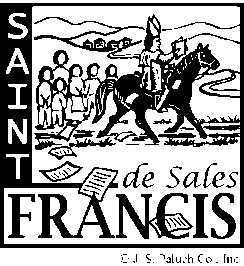 SAINT
de Sales
FRANCIS
© J. S. Paluch Co., Inc.